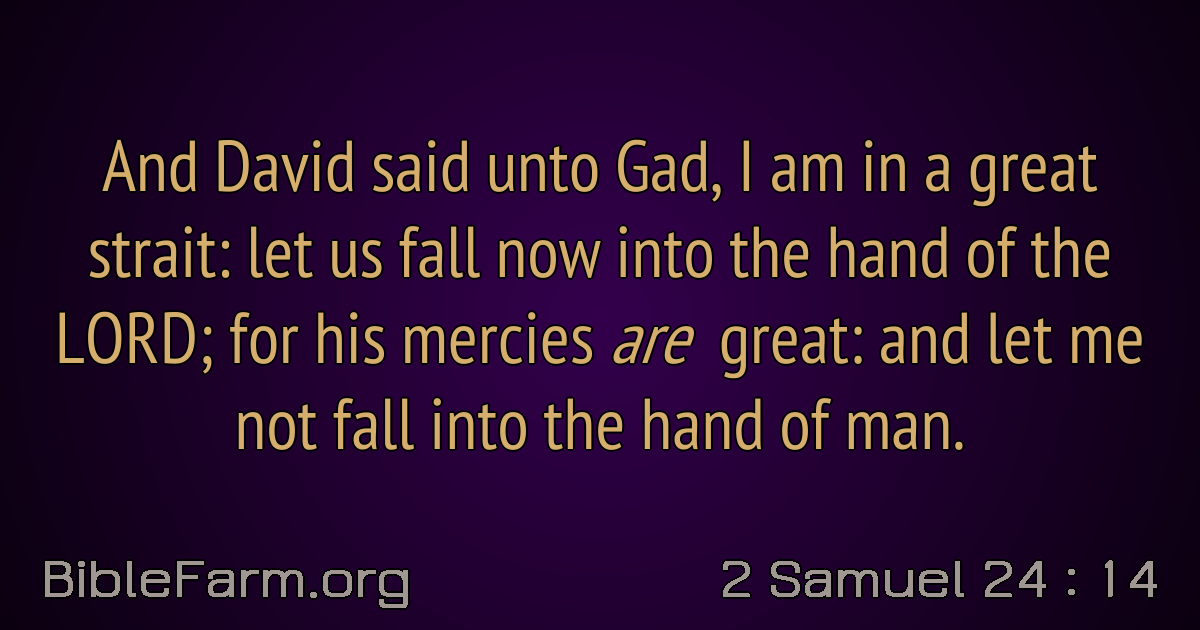 And David said unto Gad, I am in a great
strait: let us fall now into the hand of the
LORD; for his mercies are great: and let me
not fall into the hand of man.
BibleFarm.org
2 Samuel 24 : 14